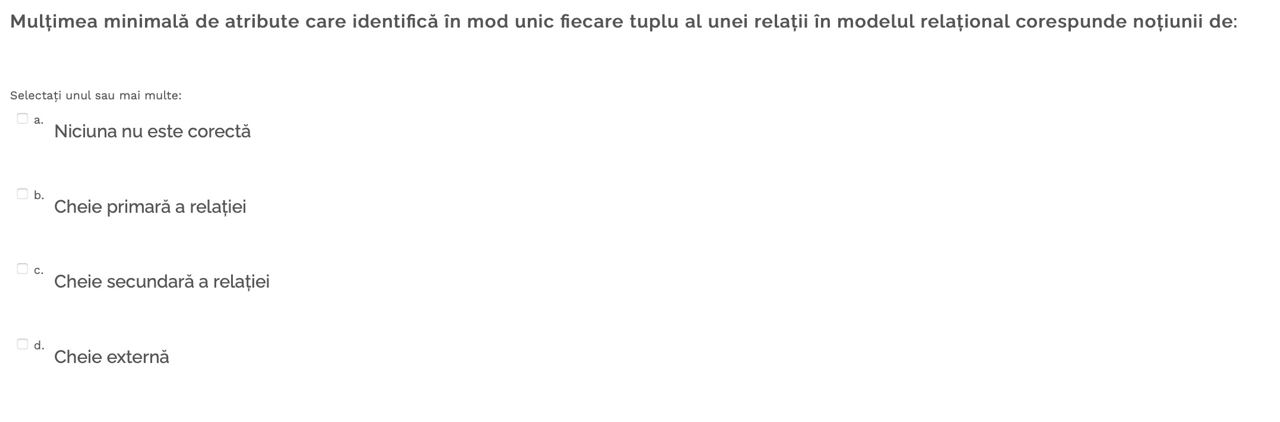 Mulțimea minimală de atribute care identifică în mod unic fiecare tuplu al unei relații în modelul relațional corespunde noțiunii de:
Selectați unul sau mai multe:
a.
Niciuna nu este corectă
b.
Cheie primară a relației
c.
Cheie secundară a relației
d.
Cheie externă